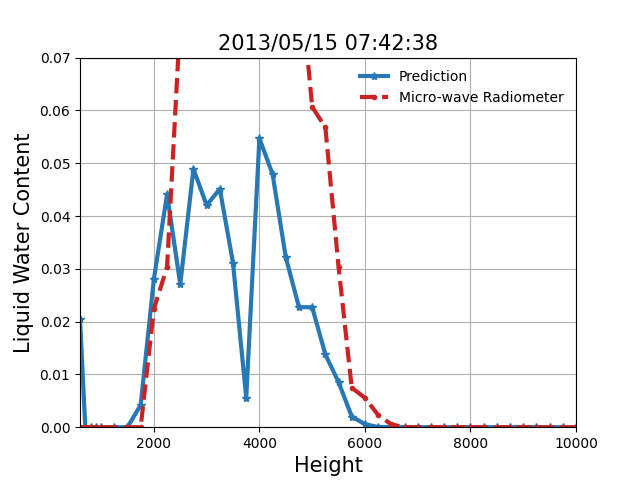 2013/05/15 07:42:38
0.07
0.06
0.05
0.04
0.03
0.02
0.01
0.00
Liquid Water Content
Prediction
Micro-wave Radiometer
2000 4000 6000 8000 10000
Height